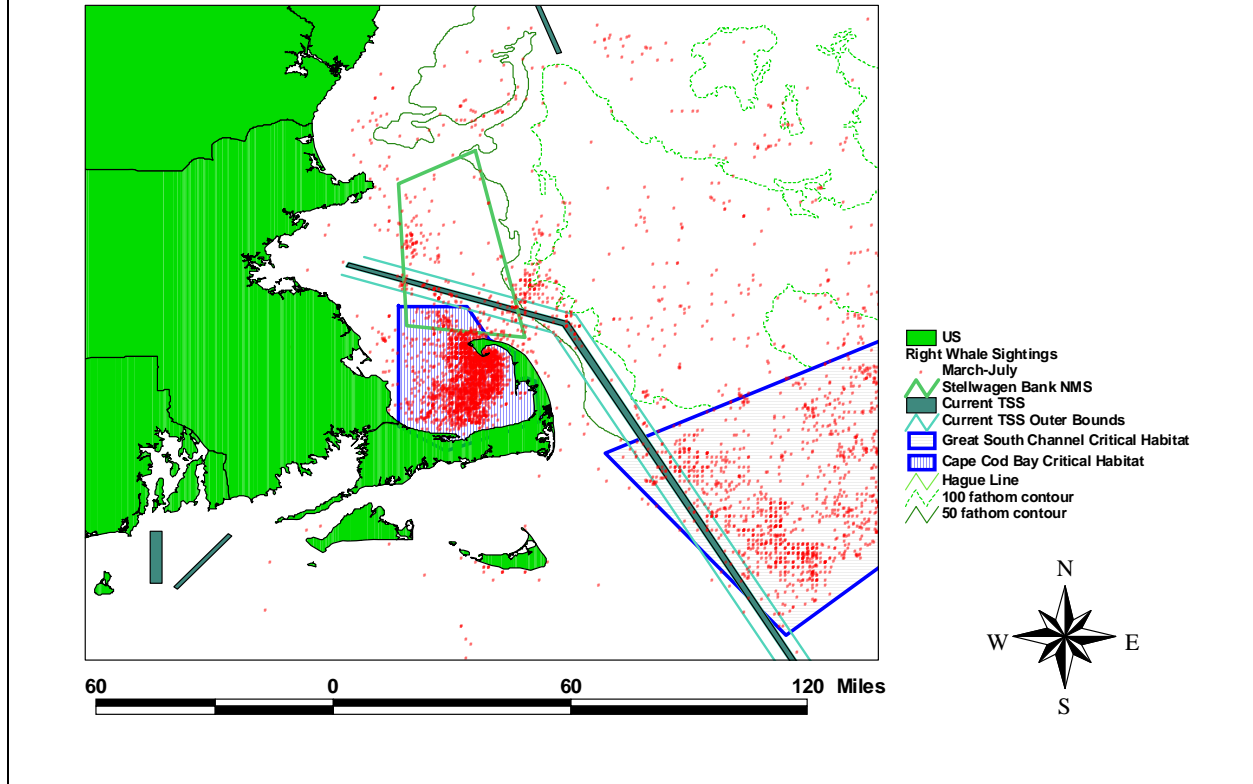 US
Right Whale Sightings
March-July
Stellwagen Bank NMS
Current TSS
Current TSS Outer Bounds
Great South Channel Critical Habitat
Cape Cod Bay Critical Habitat
Hague Line
100 fathom contour
50 fathom contour
N
W E
S
60 0 60 120 Miles